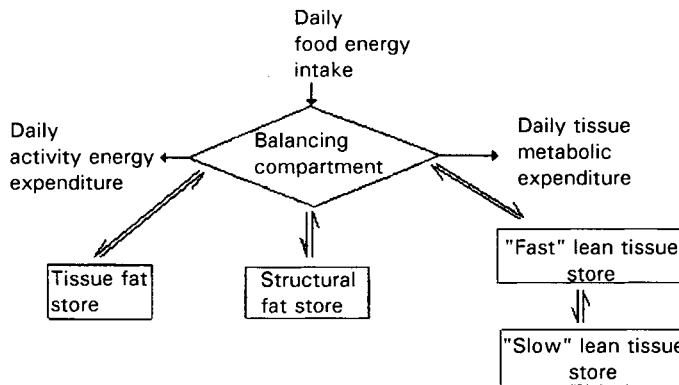 Daily
food energy
intake
Daily
activity energy
expenditure
Balancing
compartment
Daily tissue
metabolic
expenditure
Tissue fat
store
Structural
fat store
"Fast" lean tissue
store
"Slow" lean tissue
store